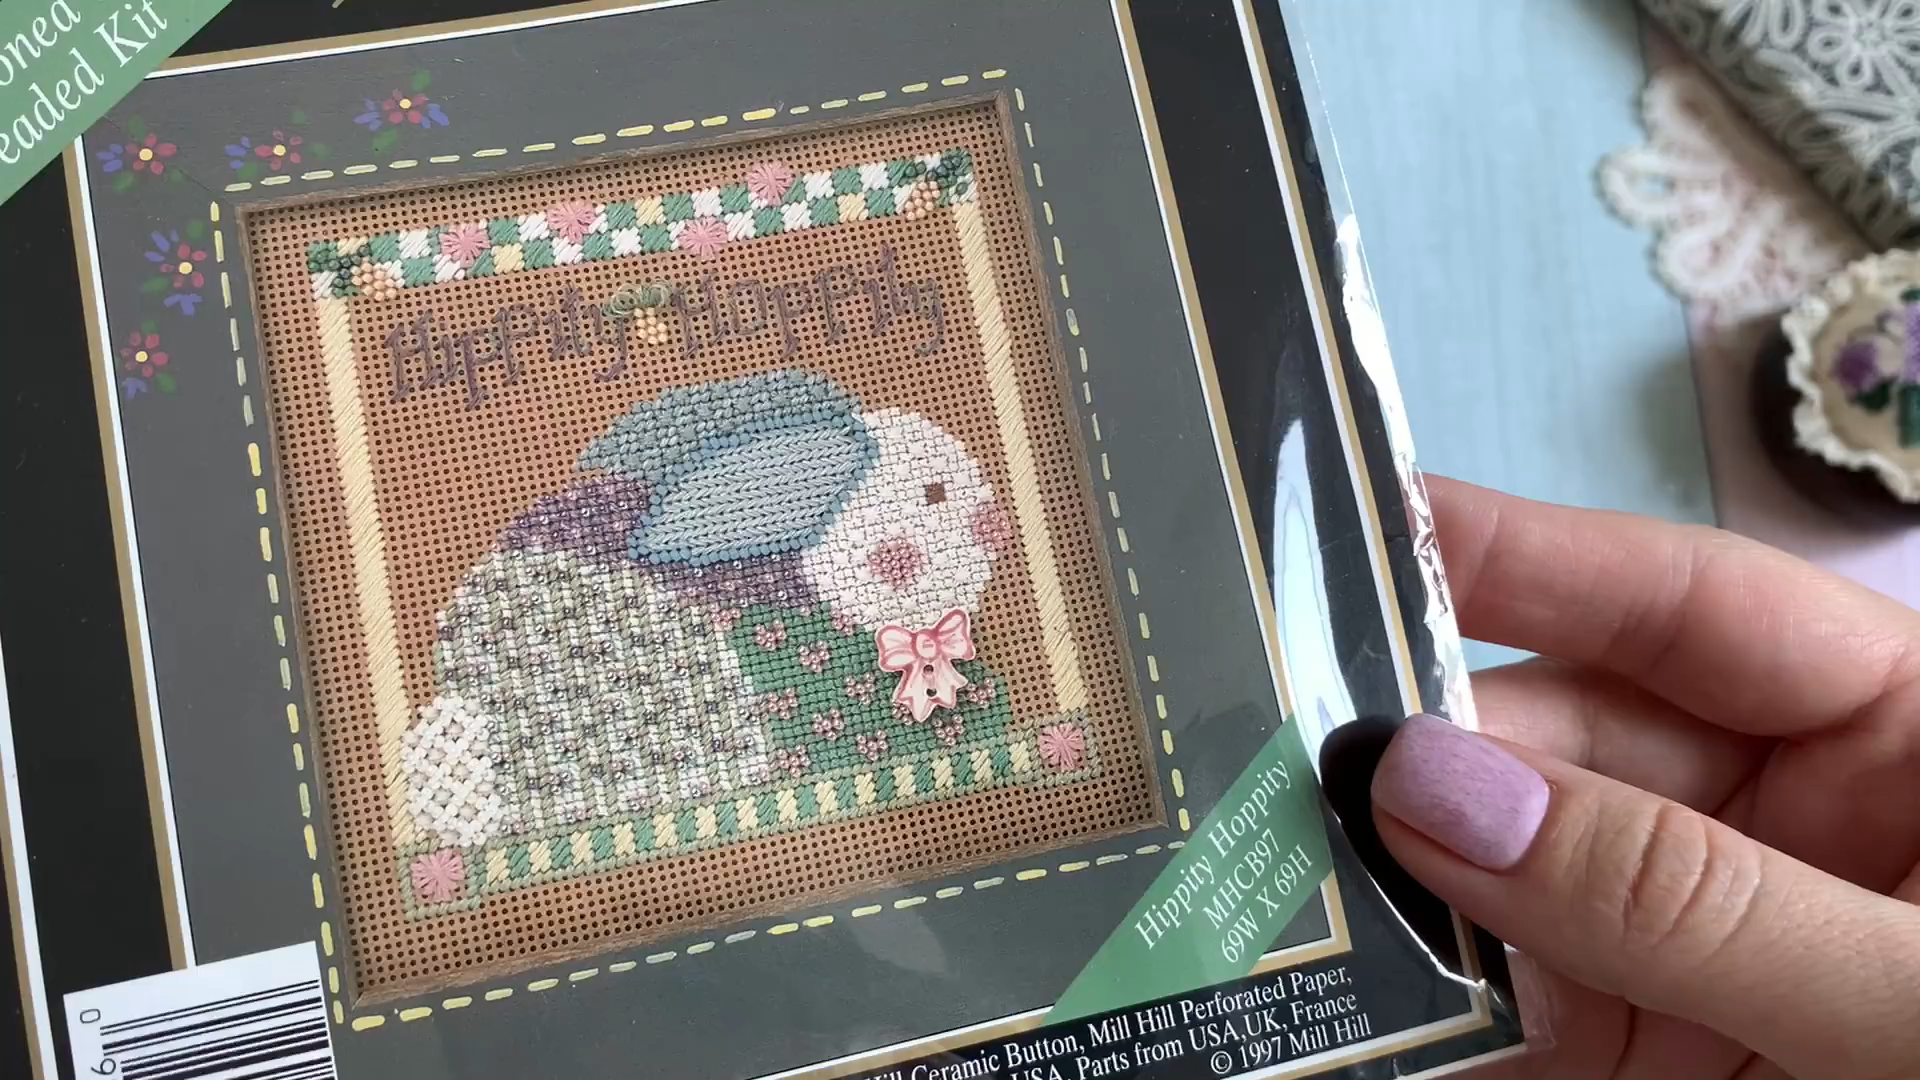 eaded Kit
Hippity Hoppity
Hippity Hoppity
MHCB97
69W X 69H
Ceramic Button, Mill Hill Perforated Paper,
USA, Parts from USA,UK, France
© 1997 Mill Hill
0